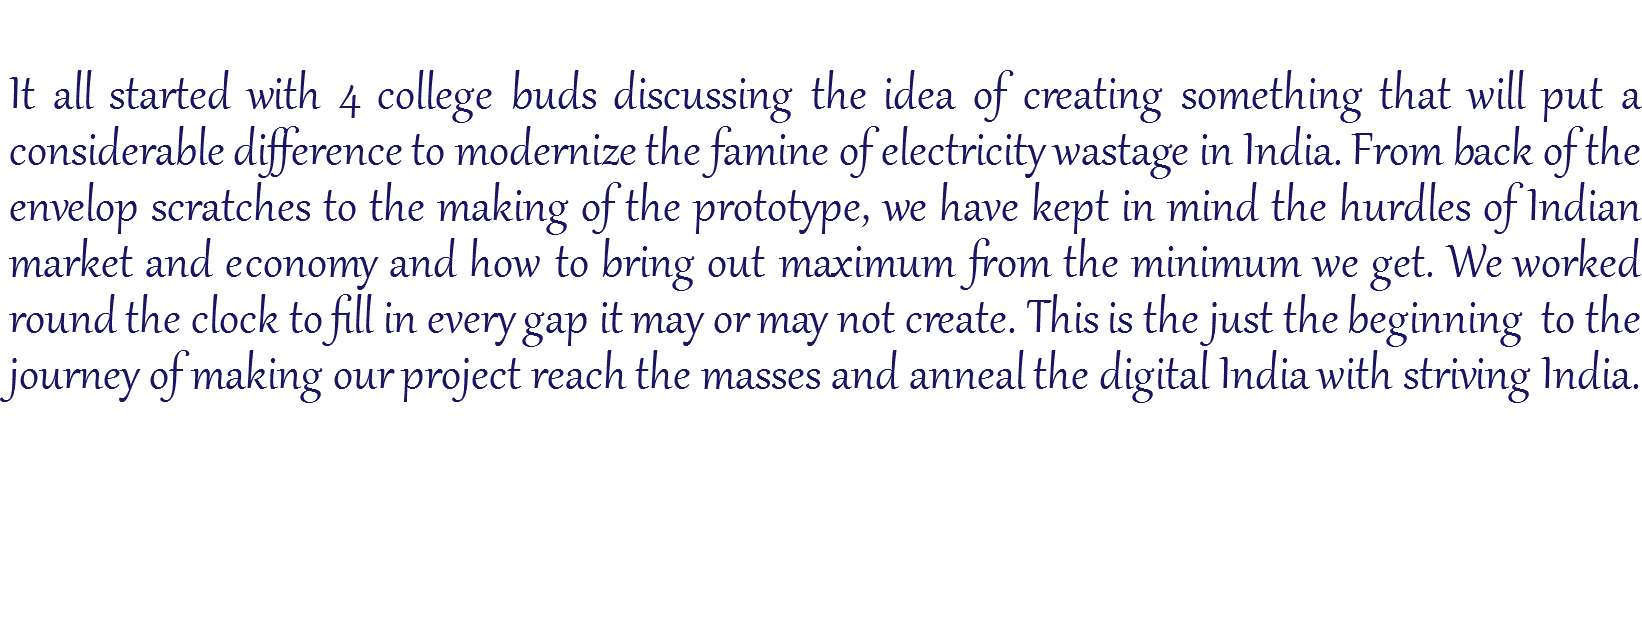 It all started with 4 college buds discussing the idea of creating something that will put a
considerable difference to modernize the famine of electricity wastage in India. From back of the
envelop scratches to the making of the prototype, we have kept in mind the hurdles of Indian
market and economy and how to bring out maximum from the minimum we get. We worked
round the clock to fill in every gap it may or may not create. This is the just the beginning to the
journey of making our project reach the masses and anneal the digital India with striving India.